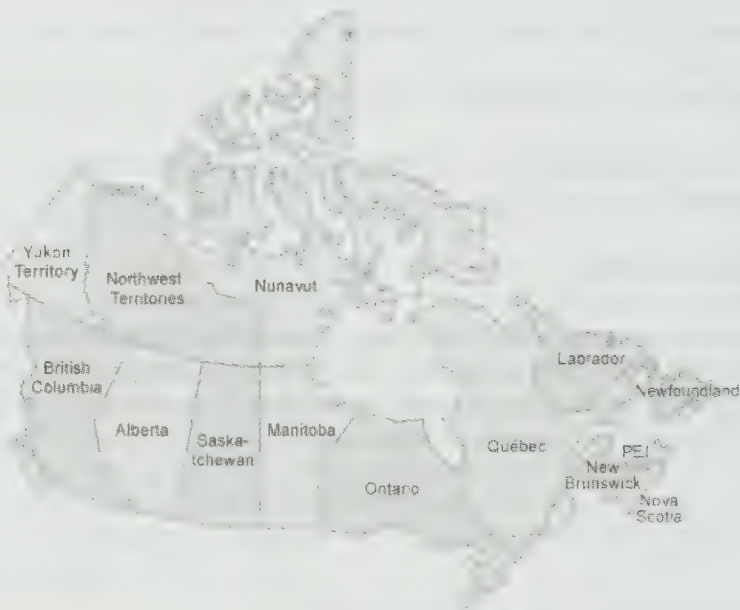 Yukon
Territory
Northwest
Territories
Nunavut
British
Columbia
Alberta
Saska-
tchewan
Manitoba
Ontario
Québec
Labrador
Newfoundland
PEI
New
Brunswick
Nova
Scotia